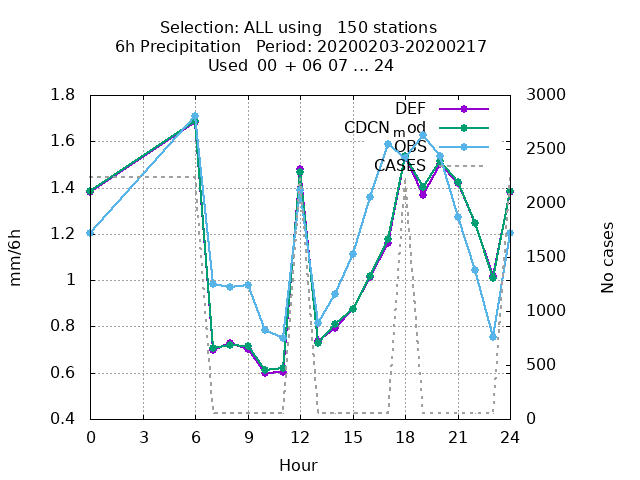 Selection: ALL using   150 stations
6h Precipitation   Period: 20200203-20200217
Used  00  + 06 07 ... 24
1.8
1.6
1.4
1.2
1
0.8
0.6
0.4
3000
2500
2000
1500
1000
500
0
DEF
CDCN mod
OBS
CASES
mm/6h
No cases
0 3 6 9 12 15 18 21 24
Hour